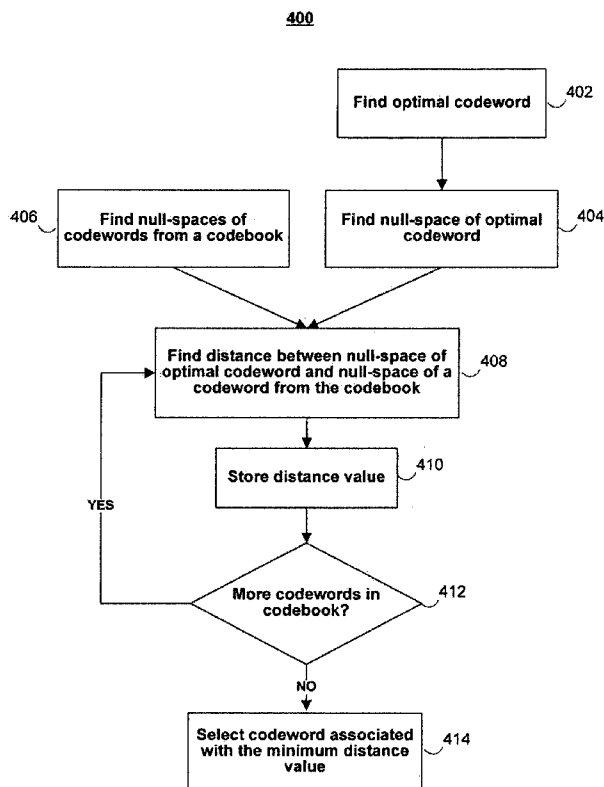 400
Find optimal codeword
402
406
Find null-spaces of
codewords from a codebook
Find null-space of optimal
codeword
404
Find distance between null-space of
optimal codeword and null-space of a
codeword from the codebook
408
Store distance value
410
YES
More codewords in
codebook?
412
NO
Select codeword associated
with the minimum distance
value
414